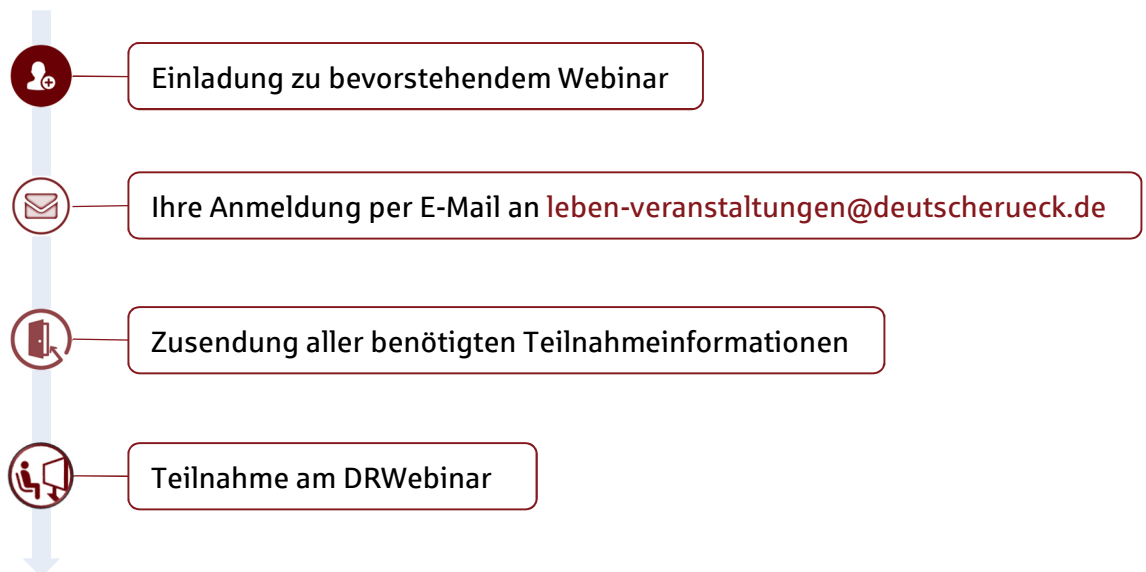 Einladung zu bevorstehendem Webinar
Ihre Anmeldung per E-Mail an leben-veranstaltungen@deutscherueck.de
Zusendung aller benötigten Teilnahmeinformationen
Teilnahme am DRWebinar